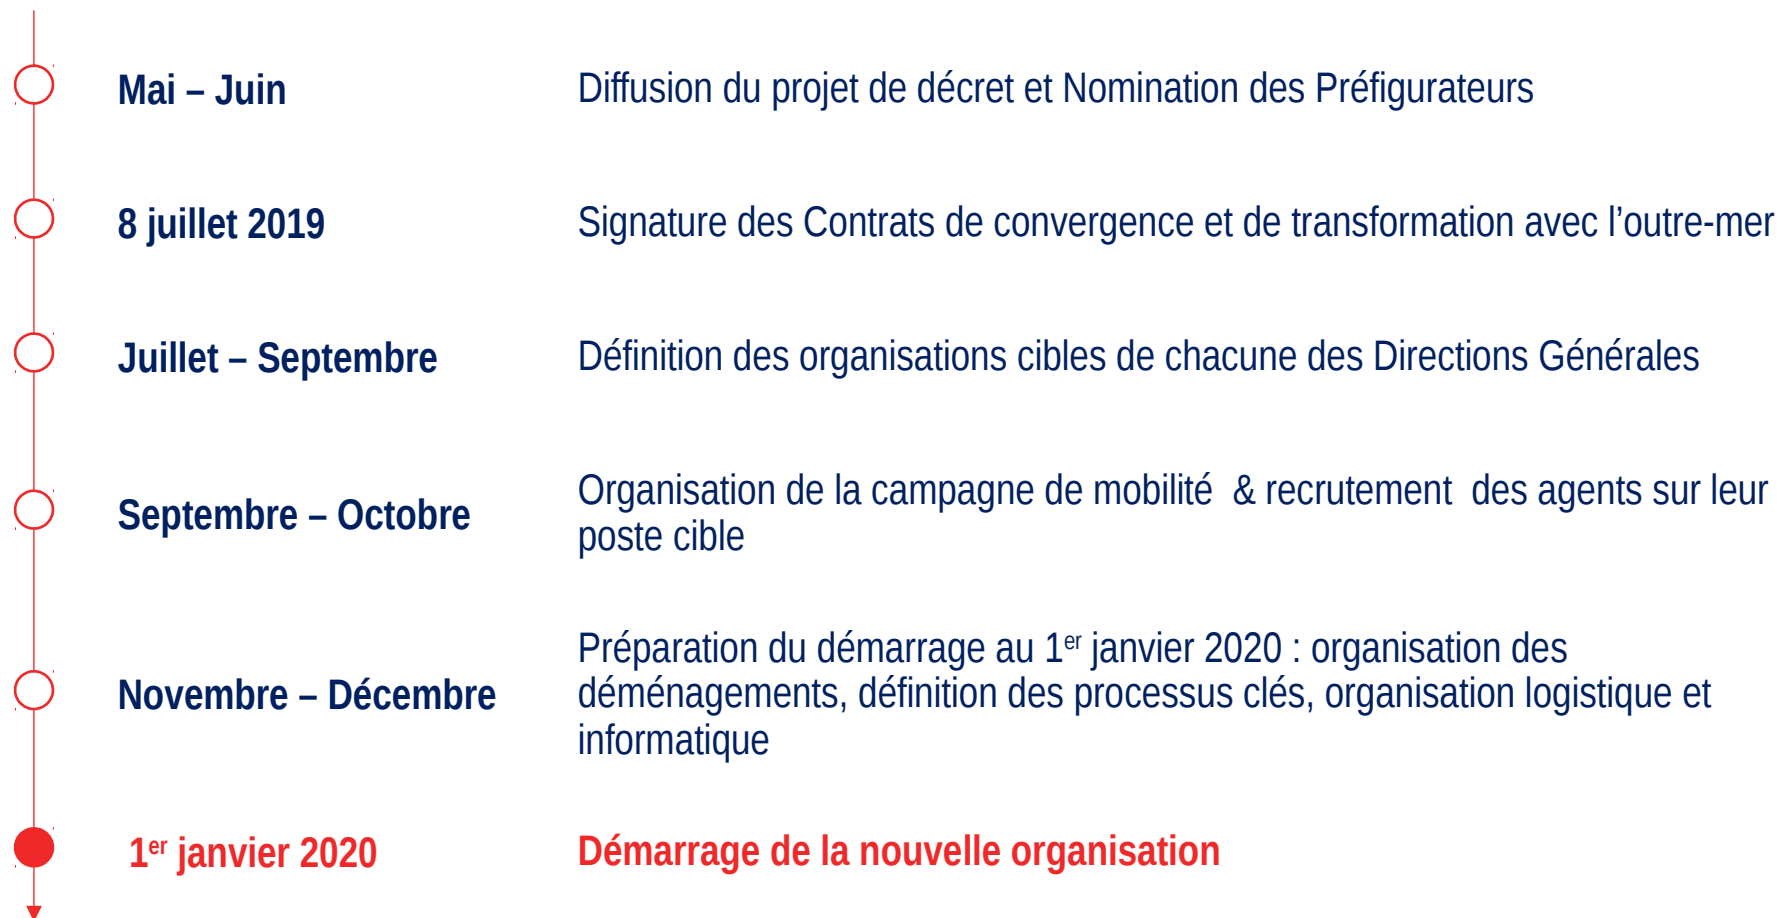 Mai – Juin
Diffusion du projet de décret et Nomination des Préfigurateurs
8 juillet 2019
Signature des Contrats de convergence et de transformation avec l’outre-mer
Juillet – Septembre
Définition des organisations cibles de chacune des Directions Générales
Septembre – Octobre
Organisation de la campagne de mobilité  & recrutement  des agents sur leur
poste cible
Novembre – Décembre
Préparation du démarrage au 1er janvier 2020 : organisation des
déménagements, définition des processus clés, organisation logistique et
informatique
1er janvier 2020
Démarrage de la nouvelle organisation